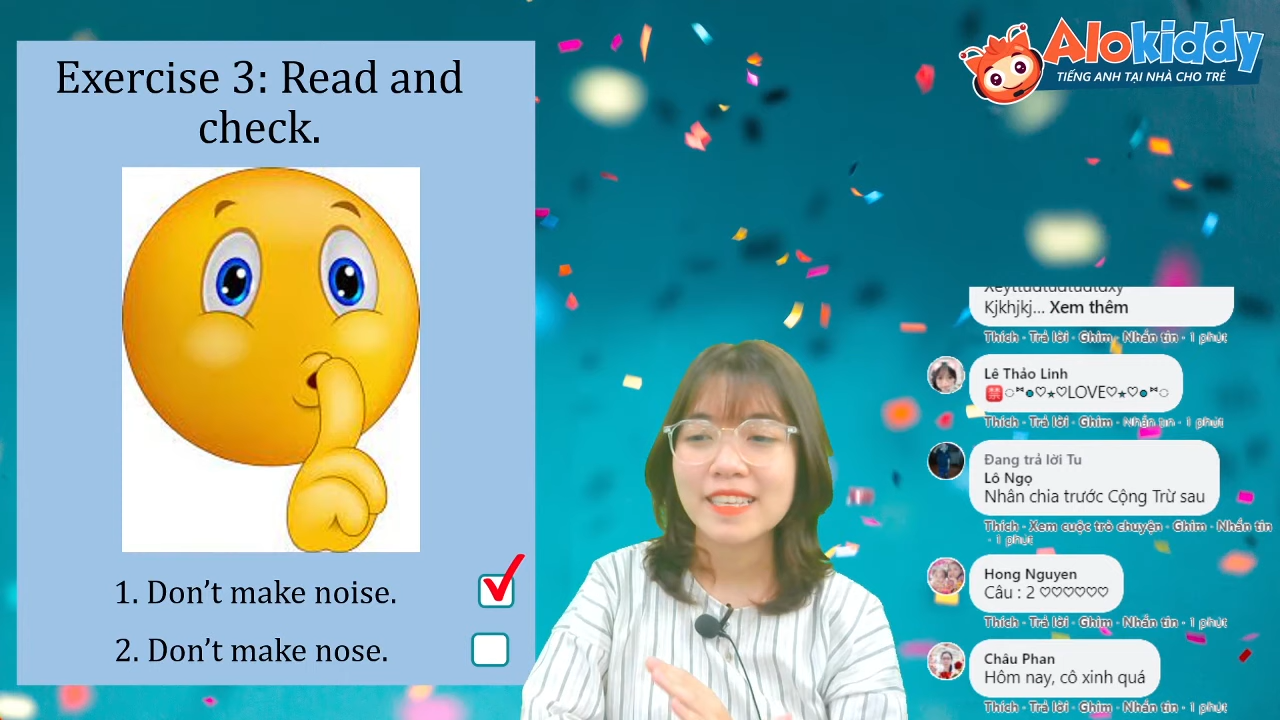 Exercise 3: Read and
check.
1. Don’t make noise.
2. Don’t make nose.
Alokiddy
TIẾNG ANH TẠI NHÀ CHO TRẺ
Kjkhjkj... Xem thêm
Thích · Trả lời · Ghim · Nhắn tin · 1 phút
Lê Thảo Linh
LOVE
Thích · Trả lời · Ghim · Nhắn tin · 1 phút
Đang trả lời Tu
Lô Ngọ
Nhân chia trước Cộng Trừ sau
Thích · Xem cuộc trò chuyện · Ghim · Nhắn tin
· 1 phút
Hong Nguyen
Câu : 2 ♡♡♡♡♡♡
Thích · Trả lời · Ghim · Nhắn tin · 1 phút
Châu Phan
Hôm nay, cô xinh quá
Thích · Trả lời · Ghim · Nhắn tin · 1 phút